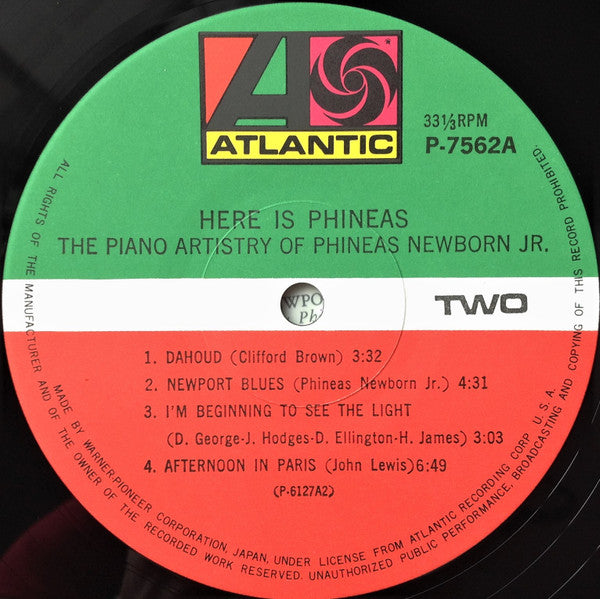 ATLANTIC
33⅓RPM
P-7562A
HERE IS PHINEAS
THE PIANO ARTISTRY OF PHINEAS NEWBORN JR.
WPO
Ph
TWO
1. DAHOUD (Clifford Brown) 3:32
2. NEWPORT BLUES (Phineas Newborn Jr.) 4:31
3. I'M BEGINNING TO SEE THE LIGHT
(D. George-J. Hodges-D. Ellington-H. James) 3:03
4. AFTERNOON IN PARIS (John Lewis)6:49
(P-6127A2)
ALL RIGHTS OF THE MANUFACTURER AND OF THE OWNER OF THE RECORDED WORK RESERVED. UNAUTHORIZED PUBLIC PERFORMANCE, BROADCASTING AND COPYING OF THIS RECORD PROHIBITED.
MADE BY WARNER-PIONEER CORPORATION, JAPAN, UNDER LICENSE FROM ATLANTIC RECORDING CORP. U. S. A.